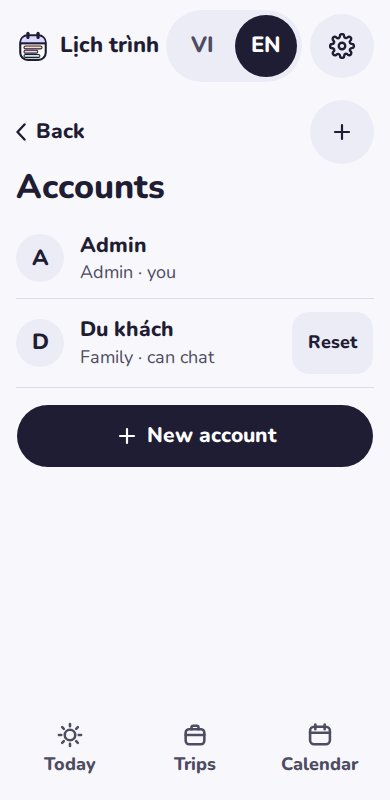 Lịch trình
VI
EN
Back
Accounts
A
Admin
Admin · you
D
Du khách
Family · can chat
Reset
New account
Today
Trips
Calendar